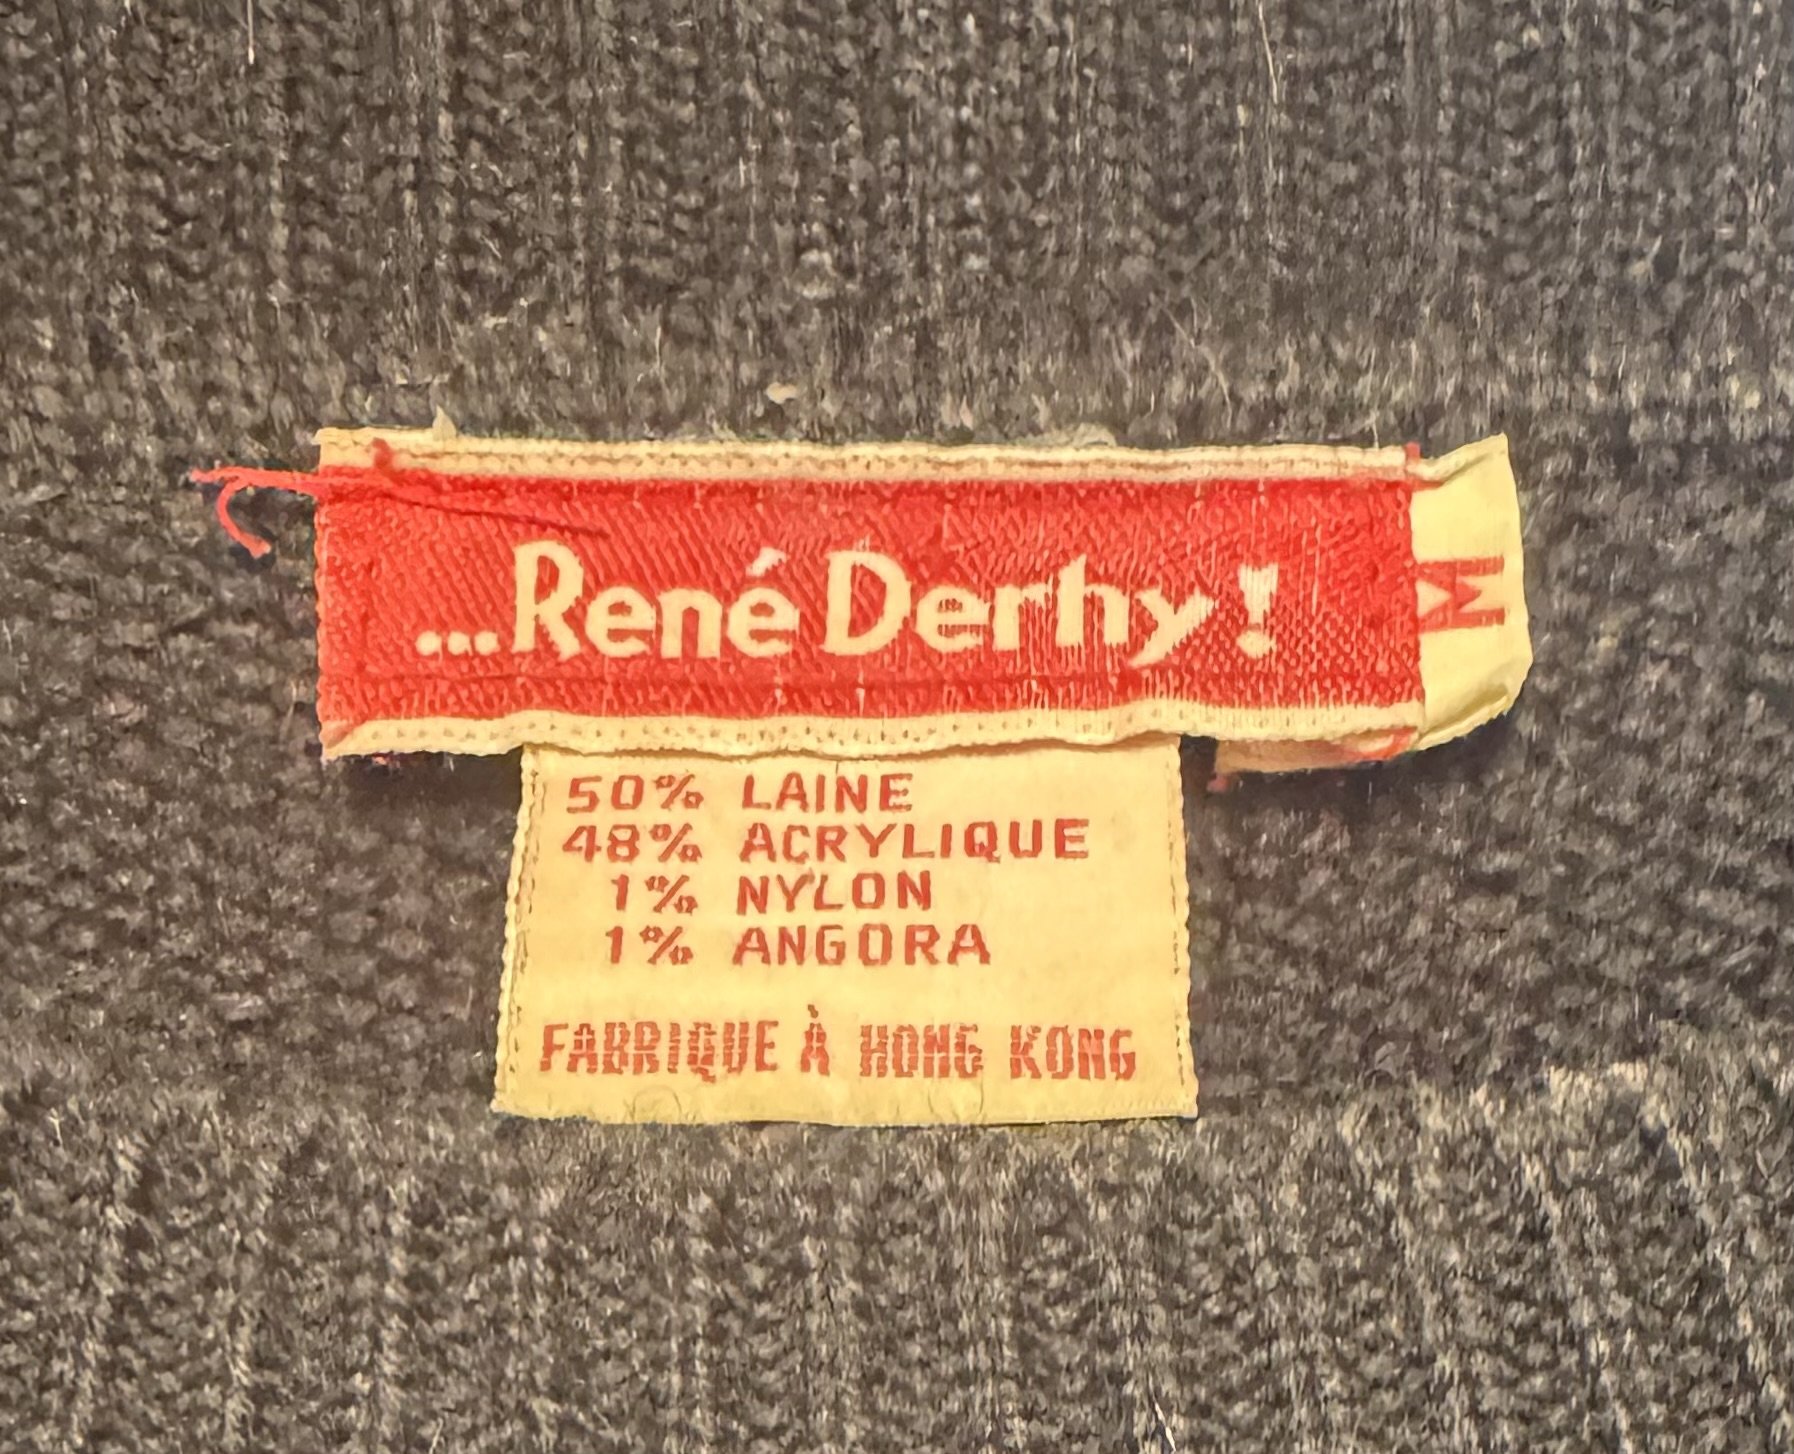 ...René Derhy!
M
50% LAINE
48% ACRYLIQUE
1% NYLON
1% ANGORA
FABRIQUE À HONG KONG